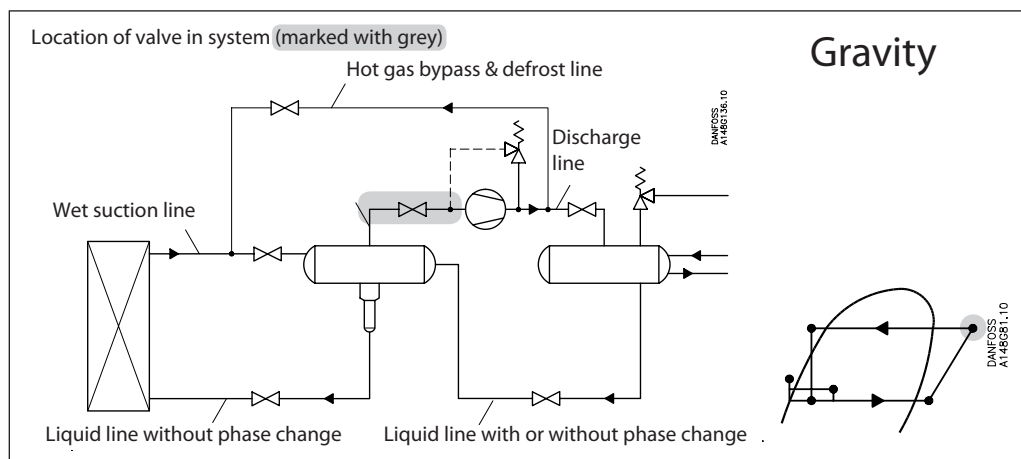 Location of valve in system (marked with grey)
Gravity
Hot gas bypass & defrost line
DANFOSS
A148G136.10
Discharge
line
Wet suction line
DANFOSS
A148G81.10
Liquid line without phase change
Liquid line with or without phase change